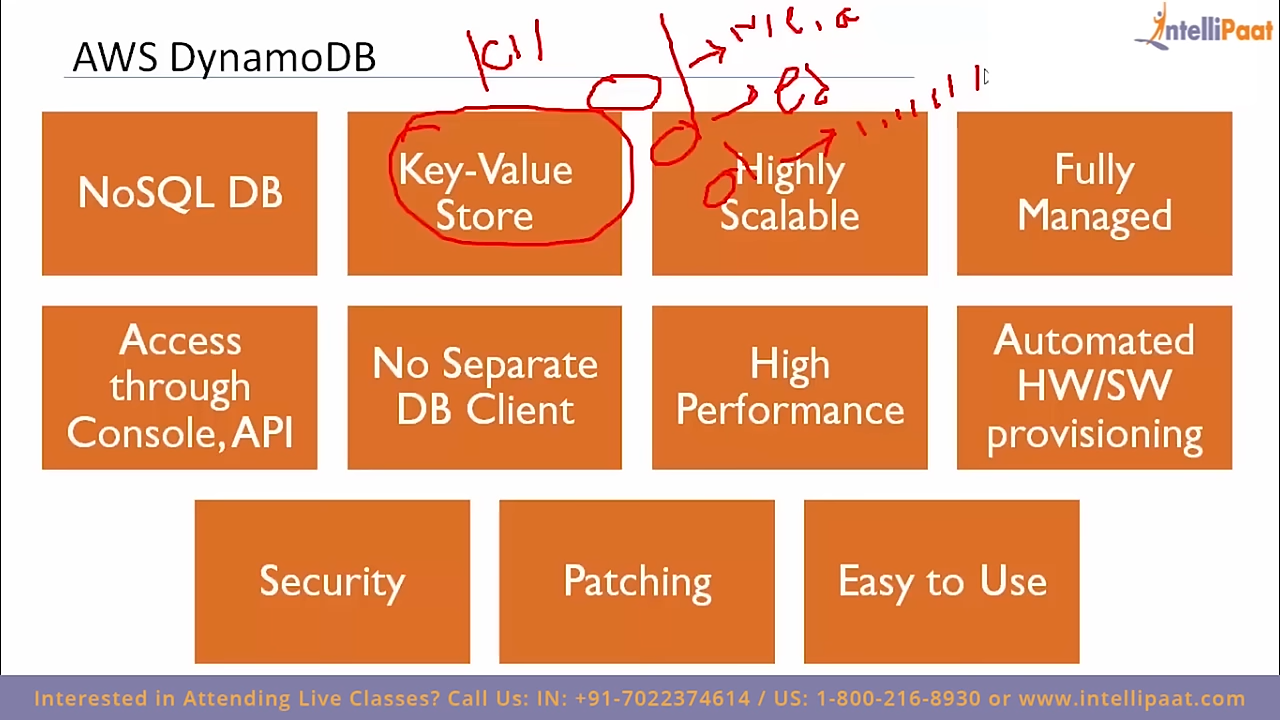 AWS DynamoDB
IntelliPaat
NoSQL DB
Key-Value
Store
Highly
Scalable
Fully
Managed
Access
through
Console, API
No Separate
DB Client
High
Performance
Automated
HW/SW
provisioning
Security
Patching
Easy to Use
Interested in Attending Live Classes? Call Us: IN: +91-7022374614 / US: 1-800-216-8930 or www.intellipaat.com